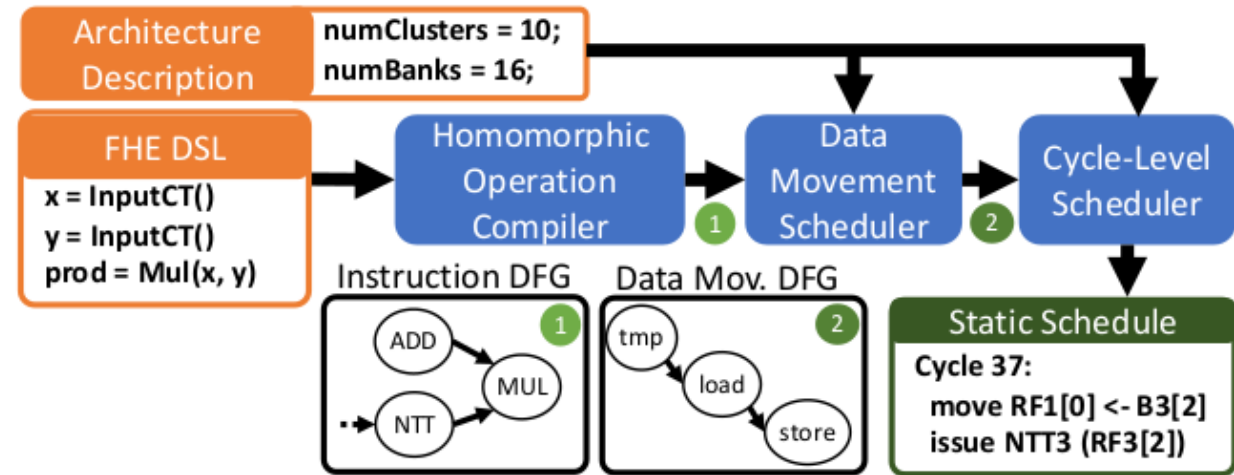 Architecture
Description
numClusters = 10;
numBanks = 16;
FHE DSL
x = InputCT()
y = InputCT()
prod = Mul(x, y)
Homomorphic
Operation
Compiler
1
Data
Movement
Scheduler
2
Cycle-Level
Scheduler
Instruction DFG
1
ADD
NTT
MUL
Data Mov. DFG
2
tmp
load
store
Static Schedule
Cycle 37:
move RF1[0] <- B3[2]
issue NTT3 (RF3[2])